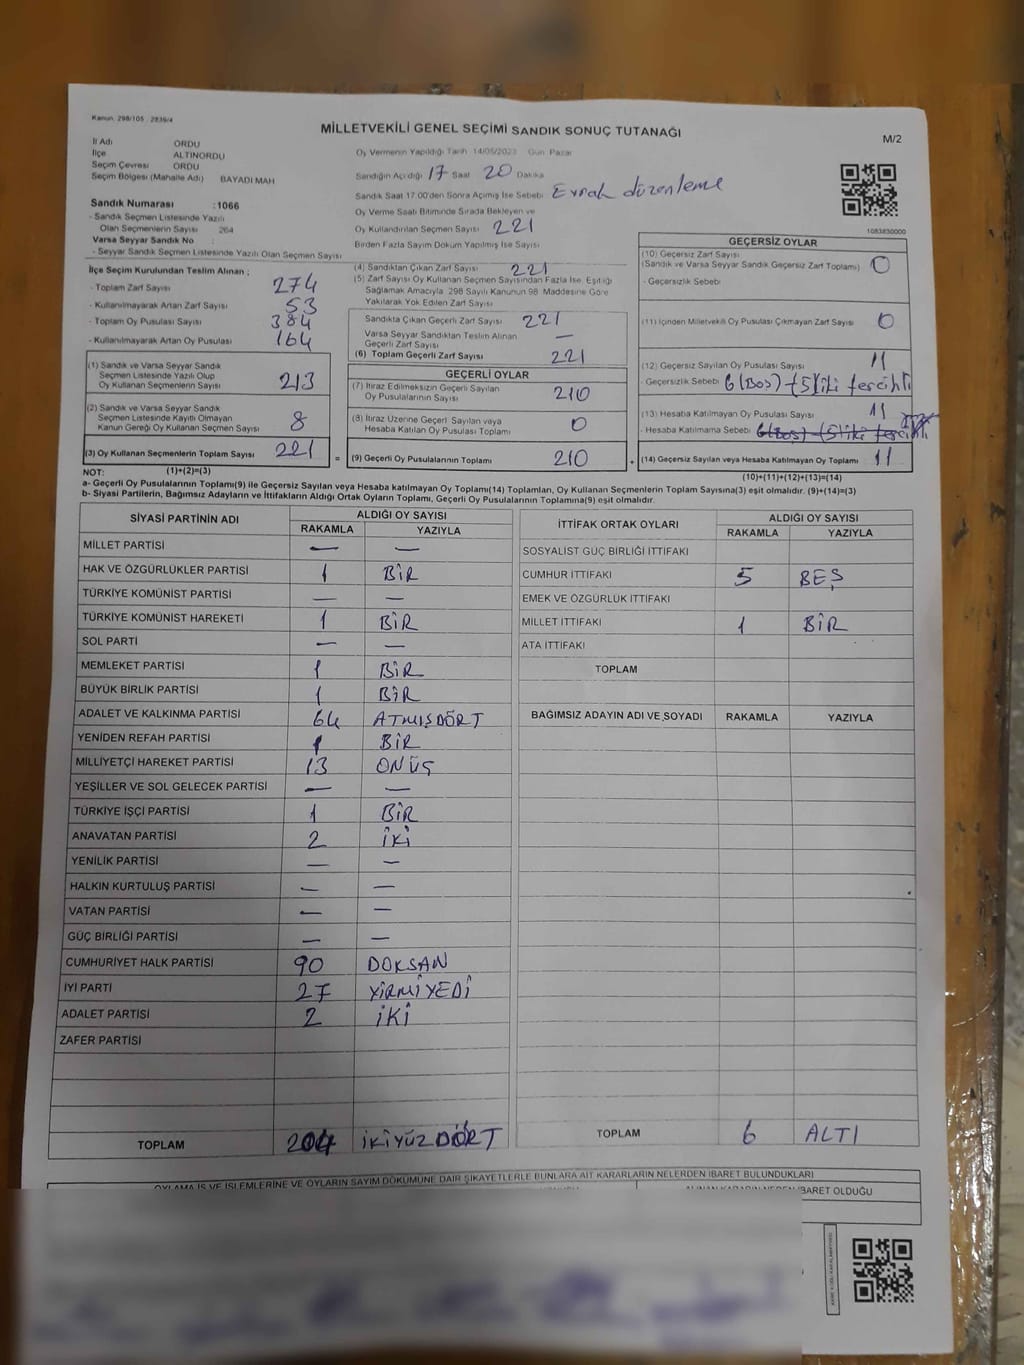 Kanun: 298/105 - 2839/4
MİLLETVEKİLİ GENEL SEÇİMİ SANDIK SONUÇ TUTANAĞI
M/2
İl Adı ORDU
İlçe ALTINORDU
Seçim Çevresi ORDU
Seçim Bölgesi (Mahalle Adı) BAYADI MAH
Sandık Numarası : 1066
- Sandık Seçmen Listesinde Yazılı
Olan Seçmenlerin Sayısı 264
Varsa Seyyar Sandık No :
- Seyyar Sandık Seçmen Listesinde Yazılı Olan Seçmen Sayısı
Oy Vermenin Yapıldığı Tarih 14/05/2023 Gün Pazar
Sandığın Açıldığı 17 Saat 20 Dakika
Sandık Saat 17.00'den Sonra Açılmış İse Sebebi Evrak düzenleme
Oy Verme Saati Bitiminde Sırada Bekleyen ve
Oy Kullandırılan Seçmen Sayısı 221
Birden Fazla Sayım Döküm Yapılmış İse Sayısı
1083830000
İlçe Seçim Kurulundan Teslim Alınan ;
- Toplam Zarf Sayısı 274
- Kullanılmayarak Artan Zarf Sayısı 53
- Toplam Oy Pusulası Sayısı 384
- Kullanılmayarak Artan Oy Pusulası 164
(1) Sandık ve Varsa Seyyar Sandık
Seçmen Listesinde Yazılı Olup
Oy Kullanan Seçmenlerin Sayısı 213
(2) Sandık ve Varsa Seyyar Sandık
Seçmen Listesinde Kayıtlı Olmayan
Kanun Gereği Oy Kullanan Seçmenlerin Sayısı 8
(3) Oy Kullanan Seçmenlerin Toplam Sayısı 221
(4) Sandıktan Çıkan Zarf Sayısı 221
(5) Zarf Sayısı Oy Kullanan Seçmen Sayısından Fazla İse, Eşitliği
Sağlamak Amacıyla 298 Sayılı Kanunun 98. Maddesine Göre
Yakılarak Yok Edilen Zarf Sayısı
Sandıkta Çıkan Geçerli Zarf Sayısı 221
Varsa Seyyar Sandıktan Teslim Alınan
Geçerli Zarf Sayısı —
(6) Toplam Geçerli Zarf Sayısı 221
GEÇERLİ OYLAR
(7) İtiraz Edilmeksizin Geçerli Sayılan
Oy Pusulalarının Sayısı 210
(8) İtiraz Üzerine Geçerli Sayılan veya
Hesaba Katılan Oy Pusulası Toplamı 0
= (9) Geçerli Oy Pusulalarının Toplamı 210 +
GEÇERSİZ OYLAR
(10) Geçersiz Zarf Sayısı
(Sandık ve Varsa Seyyar Sandık Geçersiz Zarf Toplamı) 0
- Geçersizlik Sebebi
(11) İçinden Milletvekili Oy Pusulası Çıkmayan Zarf Sayısı 0
(12) Geçersiz Sayılan Oy Pusulası Sayısı 11
- Geçersizlik Sebebi 6 (Boş) - (5) iki tercihli
(13) Hesaba Katılmayan Oy Pusulası Sayısı 11
- Hesaba Katılmama Sebebi 6 (Boş) - (5) iki tercihli
(14) Geçersiz Sayılan veya Hesaba Katılmayan Oy Toplamı 11
NOT: (1)+(2)=(3)
(10)+(11)+(12)+(13)=(14)
a- Geçerli Oy Pusulaları Toplamı(9) ile Geçersiz Sayılan veya Hesaba katılmayan Oy Toplamı(14) Toplamları, Oy Kullanan Seçmenlerin Toplam Sayısına(3) eşit olmalıdır. (9)+(14)=(3)
b- Siyasi Partilerin, Bağımsız Adayların ve İttifakların Aldığı Ortak Oyların Toplamı, Geçerli Oy Pusulalarının Toplamına(9) eşit olmalıdır.
SİYASİ PARTİNİN ADI ALDIĞI OY SAYISI
RAKAMLA YAZIYLA
MİLLET PARTİSİ — —
HAK VE ÖZGÜRLÜKLER PARTİSİ 1 BİR
TÜRKİYE KOMÜNİST PARTİSİ — —
TÜRKİYE KOMÜNİST HAREKETİ 1 BİR
SOL PARTİ — —
MEMLEKET PARTİSİ 1 BİR
BÜYÜK BİRLİK PARTİSİ 1 BİR
ADALET VE KALKINMA PARTİSİ 64 ATMIŞDÖRT
YENİDEN REFAH PARTİSİ 1 BİR
MİLLİYETÇİ HAREKET PARTİSİ 13 ONÜÇ
YEŞİLLER VE SOL GELECEK PARTİSİ — —
TÜRKİYE İŞÇİ PARTİSİ 1 BİR
ANAVATAN PARTİSİ 2 İKİ
YENİLİK PARTİSİ — —
HALKIN KURTULUŞ PARTİSİ — —
VATAN PARTİSİ — —
GÜÇ BİRLİĞİ PARTİSİ — —
CUMHURİYET HALK PARTİSİ 90 DOKSAN
İYİ PARTİ 27 YİRMİYEDİ
ADALET PARTİSİ 2 İKİ
ZAFER PARTİSİ
TOPLAM 204 İKİYÜZDÖRT
İTTİFAK ORTAK OYLARI ALDIĞI OY SAYISI
RAKAMLA YAZIYLA
SOSYALİST GÜÇ BİRLİĞİ İTTİFAKI
CUMHUR İTTİFAKI 5 BEŞ
EMEK VE ÖZGÜRLÜK İTTİFAKI
MİLLET İTTİFAKI 1 BİR
ATA İTTİFAKI
TOPLAM
BAĞIMSIZ ADAYIN ADI VE SOYADI RAKAMLA YAZIYLA
TOPLAM 6 ALTI
OYLAMA İŞ VE İŞLEMLERİNE VE OYLARIN SAYIM DÖKÜMÜNE DAİR ŞİKAYETLERLE BUNLARA AİT KARARLARIN NELERDEN İBARET BULUNDUKLARI
ALINAN KARARIN NEDEN İBARET OLDUĞU